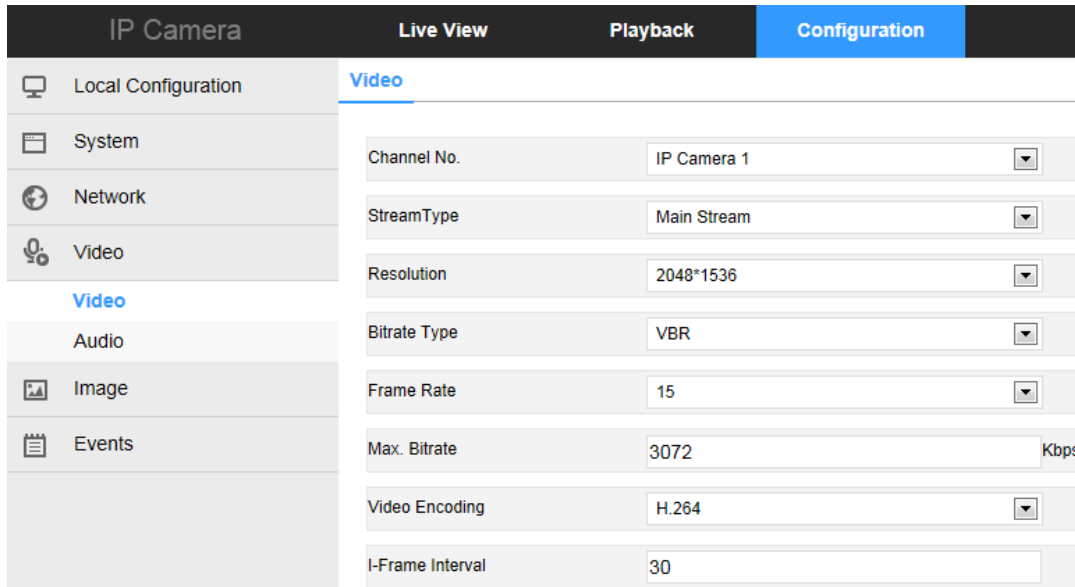 IP Camera Live View Playback Configuration
Local Configuration
System
Network
Video
Video
Audio
Image
Events
Video
Channel No. IP Camera 1
StreamType Main Stream
Resolution 2048*1536
Bitrate Type VBR
Frame Rate 15
Max. Bitrate 3072 Kbps
Video Encoding H.264
I-Frame Interval 30